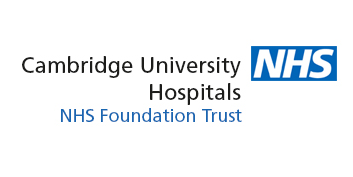 Cambridge University NHS
Hospitals
NHS Foundation Trust